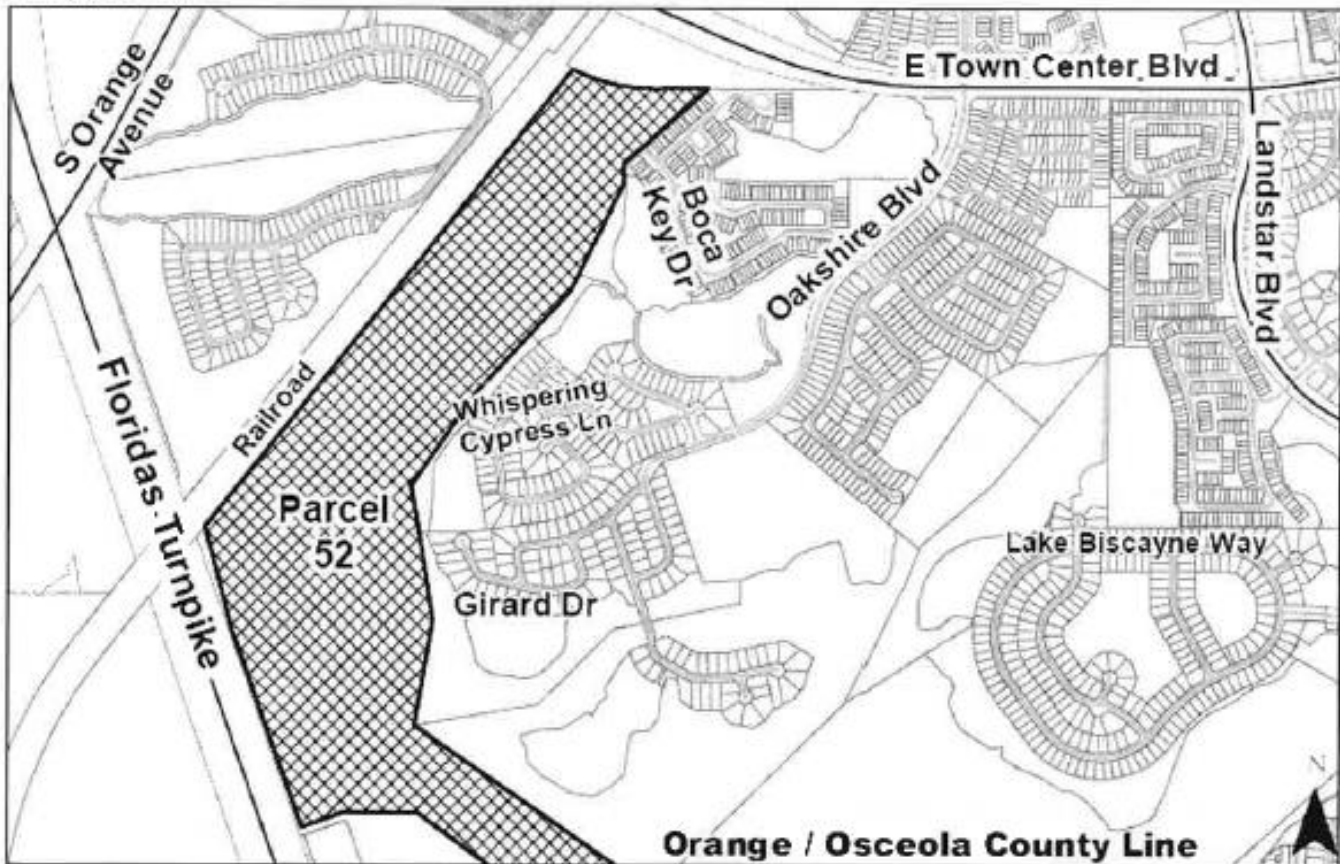 S Orange
Avenue
E Town Center Blvd
Landstar Blvd
Boca
Key Dr
Oakshire Blvd
Floridas Turnpike
Railroad
Whispering
Cypress Ln
Parcel
52
Girard Dr
Lake Biscayne Way
N
Orange / Osceola County Line